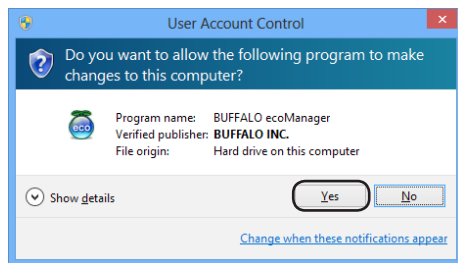 User Account Control
Do you want to allow the following program to make
changes to this computer?
eco
Program name: BUFFALO ecoManager
Verified publisher: BUFFALO INC.
File origin: Hard drive on this computer
Show details
Yes
No
Change when these notifications appear